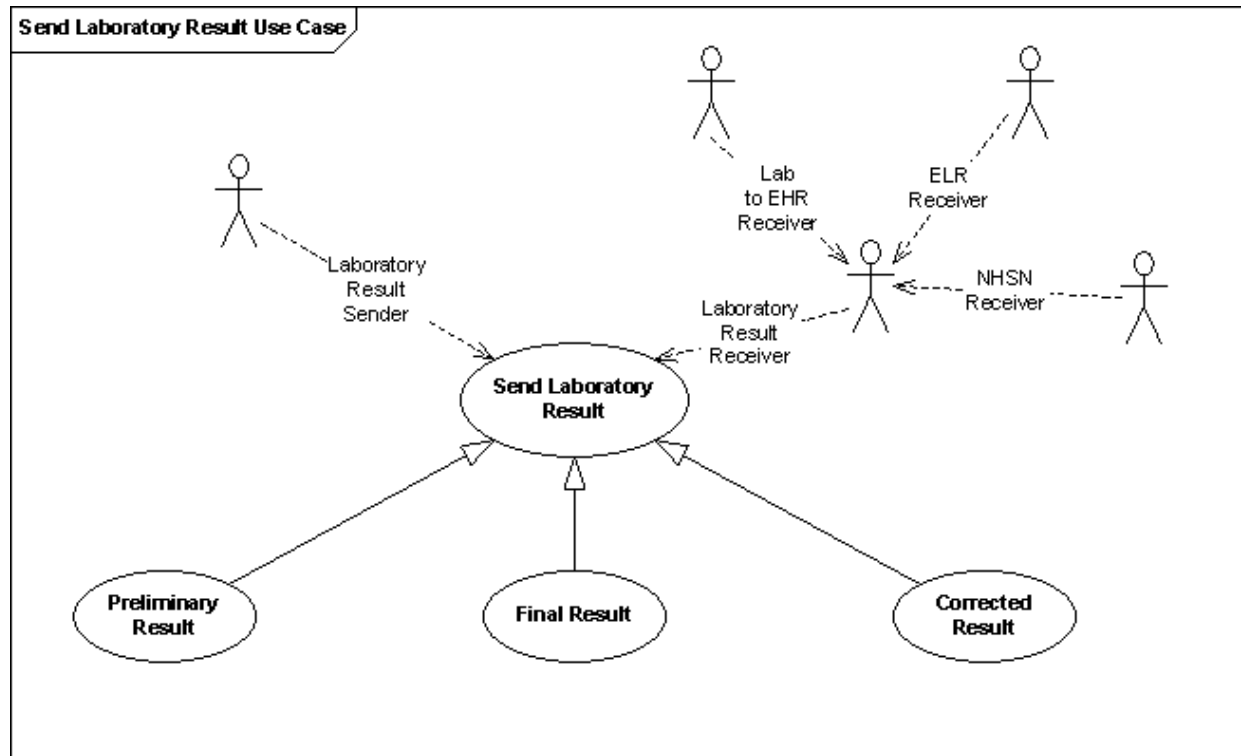 Send Laboratory Result Use Case
Lab
to EHR
Receiver
ELR
Receiver
Laboratory
Result
Sender
NHSN
Receiver
Laboratory
Result
Receiver
Send Laboratory
Result
Preliminary
Result
Final Result
Corrected
Result